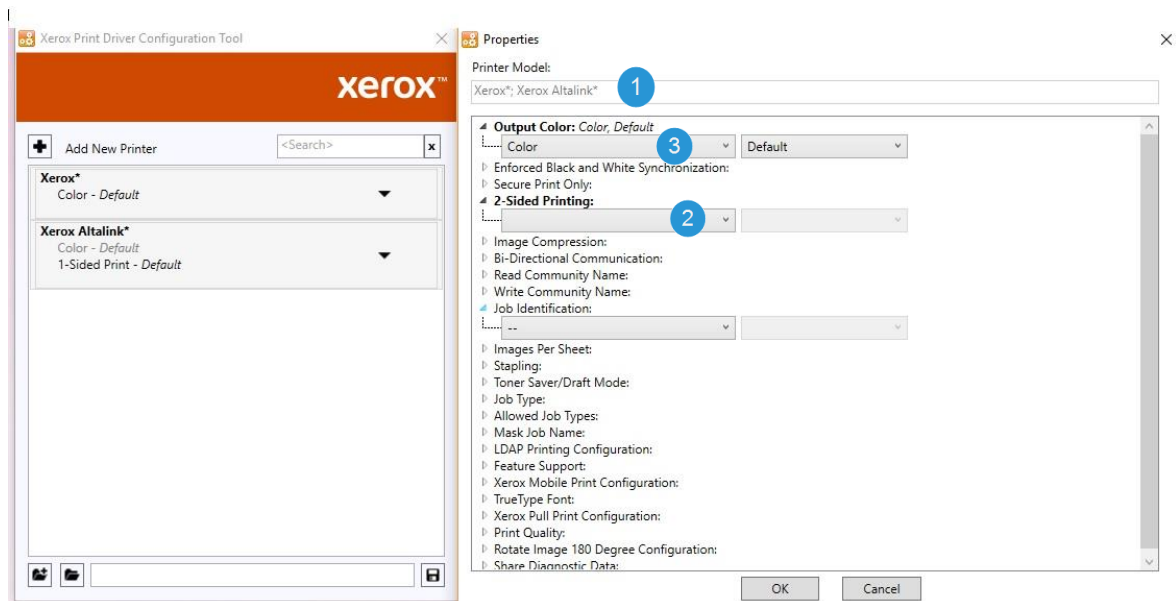 Xerox Print Driver Configuration Tool
xerox™
Add New Printer
<Search>
x
Xerox*
Color - Default
Xerox Altalink*
Color - Default
1-Sided Print - Default
Properties
Printer Model:
Xerox*; Xerox Altalink*
1
Output Color: Color, Default
Color
3
Default
Enforced Black and White Synchronization:
Secure Print Only:
2-Sided Printing:
2
Image Compression:
Bi-Directional Communication:
Read Community Name:
Write Community Name:
Job Identification:
--
Images Per Sheet:
Stapling:
Toner Saver/Draft Mode:
Job Type:
Allowed Job Types:
Mask Job Name:
LDAP Printing Configuration:
Feature Support:
Xerox Mobile Print Configuration:
TrueType Font:
Xerox Pull Print Configuration:
Print Quality:
Rotate Image 180 Degree Configuration:
Share Diagnostic Data:
OK
Cancel